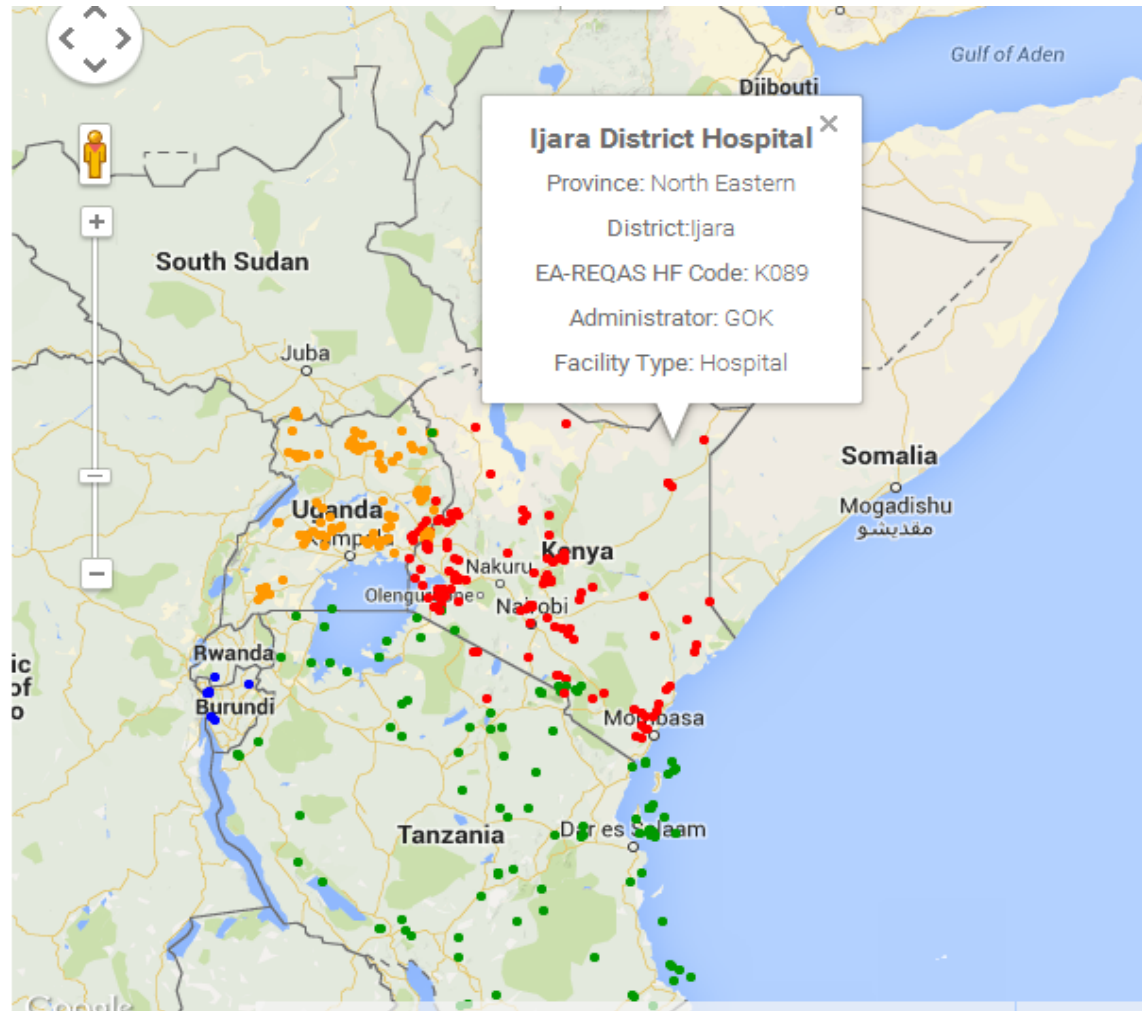 Gulf of Aden
Djibouti
Ijara District Hospital
Province: North Eastern
District:Ijara
EA-REQAS HF Code: K089
Administrator: GOK
Facility Type: Hospital
South Sudan
Juba
Somalia
Mogadishu
مقديشو
Uganda
Kenya
Nakuru
Nairobi
Rwanda
Burundi
ic
of
o
Mombasa
Tanzania
Dar es Salaam
Google